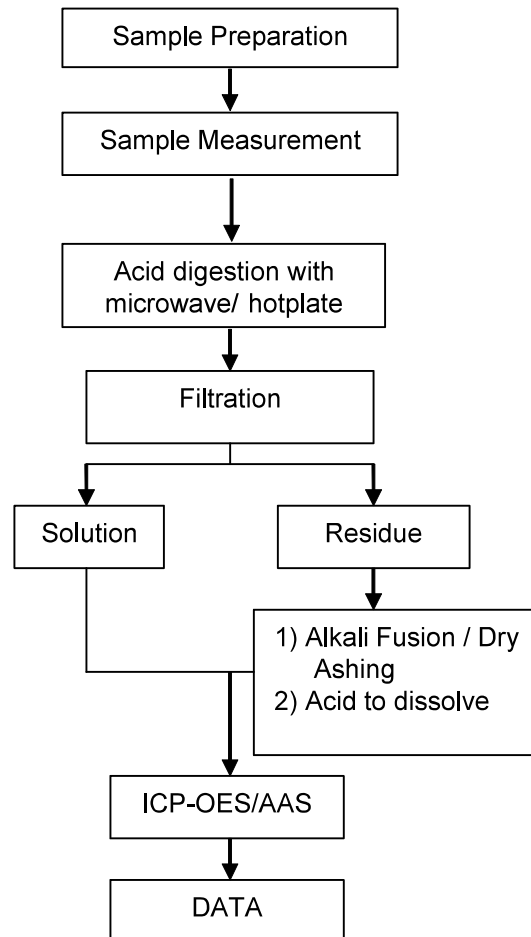 Sample Preparation
Sample Measurement
Acid digestion with
microwave/ hotplate
Filtration
Solution
Residue
1) Alkali Fusion / Dry
Ashing
2) Acid to dissolve
ICP-OES/AAS
DATA